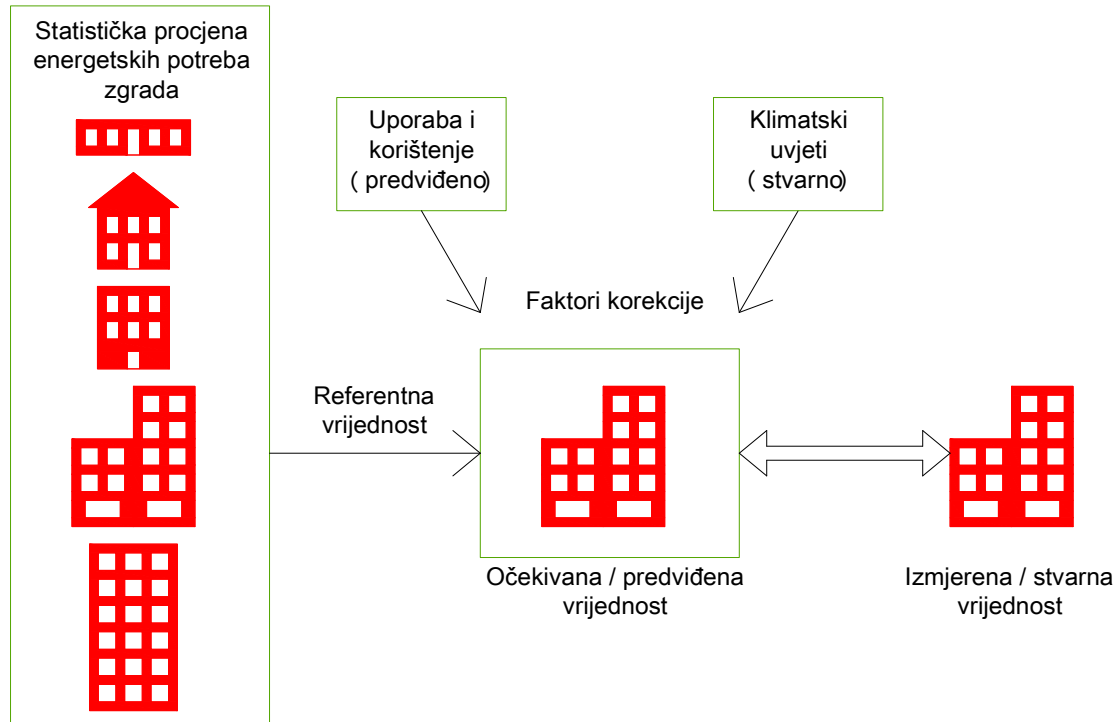 Statistička procjena
energetskih potreba
zgrada
Uporaba i
korištenje
( predviđeno)
Klimatski
uvjeti
( stvarno)
Faktori korekcije
Referentna
vrijednost
Očekivana / predviđena
vrijednost
Izmjerena / stvarna
vrijednost